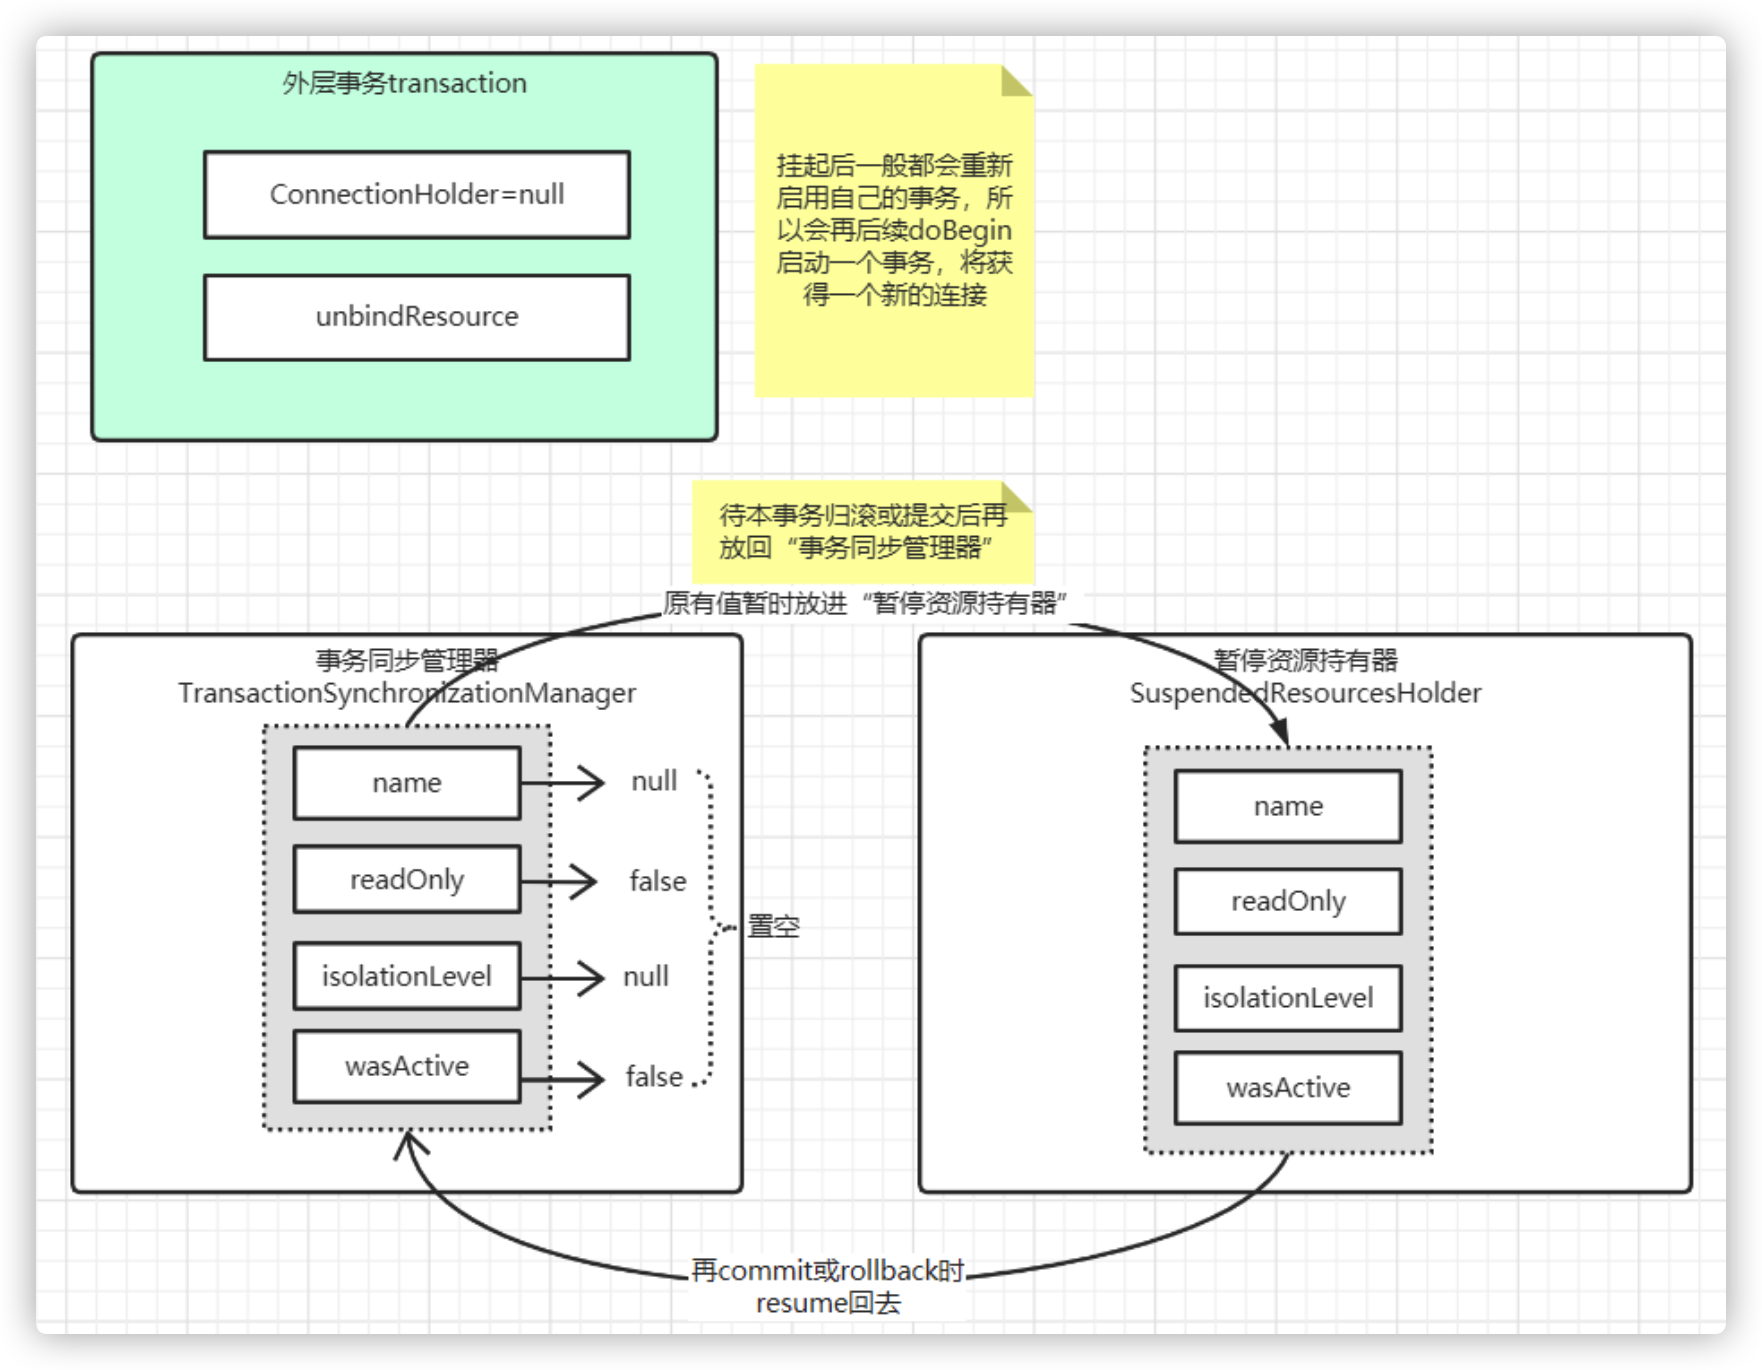 外层事务transaction
ConnectionHolder=null
unbindResource
挂起后一般都会重新
启用自己的事务，所
以会再后续doBegin
启动一个事务，将获
得一个新的连接
待本事务归滚或提交后再
放回“事务同步管理器”
原有值暂时放进“暂停资源持有器”
事务同步管理器
TransactionSynchronizationManager
name
null
readOnly
false
isolationLevel
null
wasActive
false
置空
暂停资源持有器
SuspendedResourcesHolder
name
readOnly
isolationLevel
wasActive
再commit或rollback时
resume回去